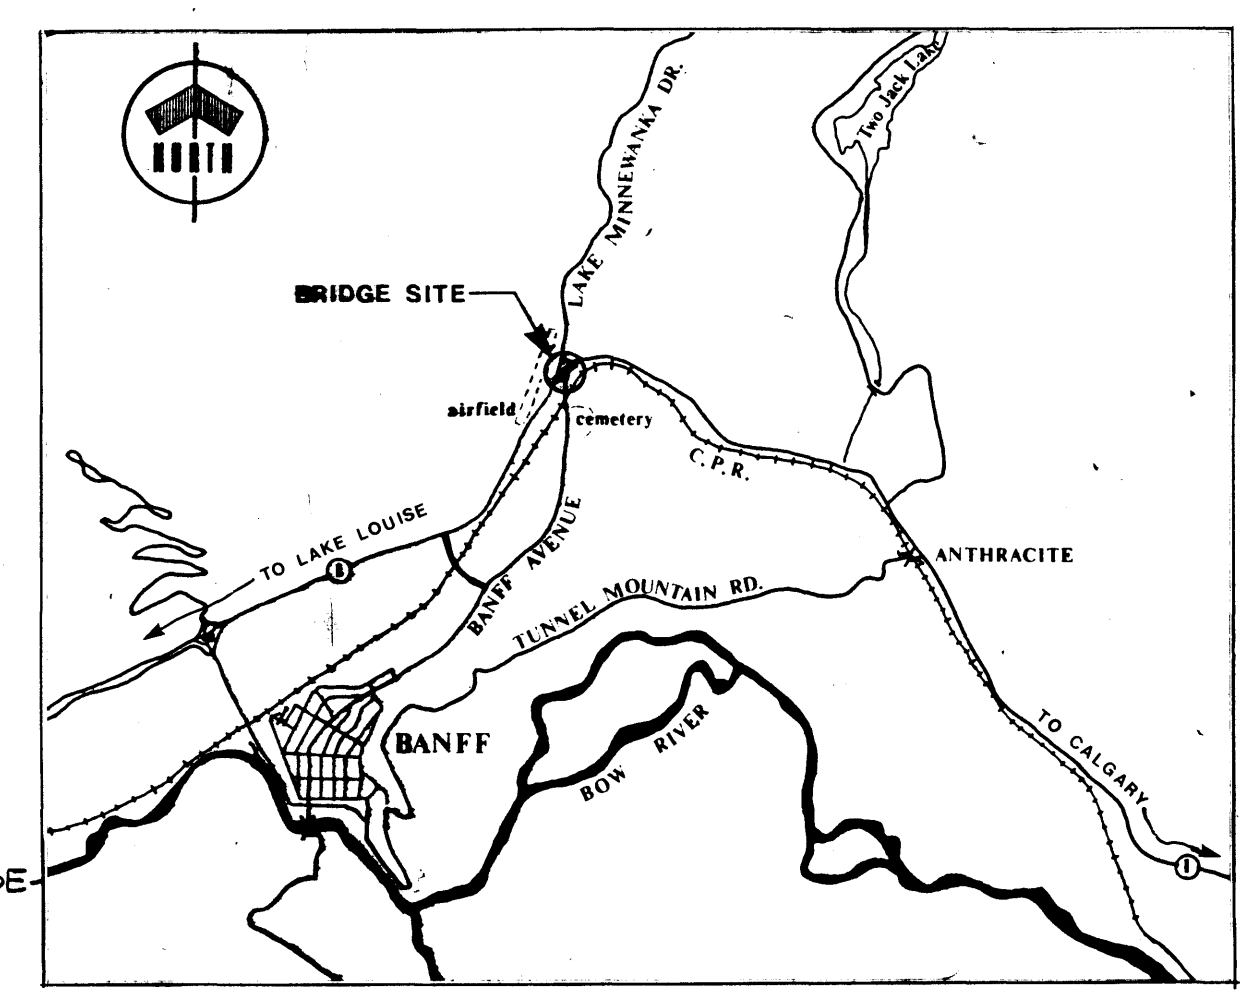 NORTH
Two Jack Lake
LAKE MINNEWANKA DR.
BRIDGE SITE
airfield
cemetery
C.P.R.
TO LAKE LOUISE
BANFF AVENUE
TUNNEL MOUNTAIN RD.
ANTHRACITE
BANFF
BOW RIVER
TO CALGARY
1
E